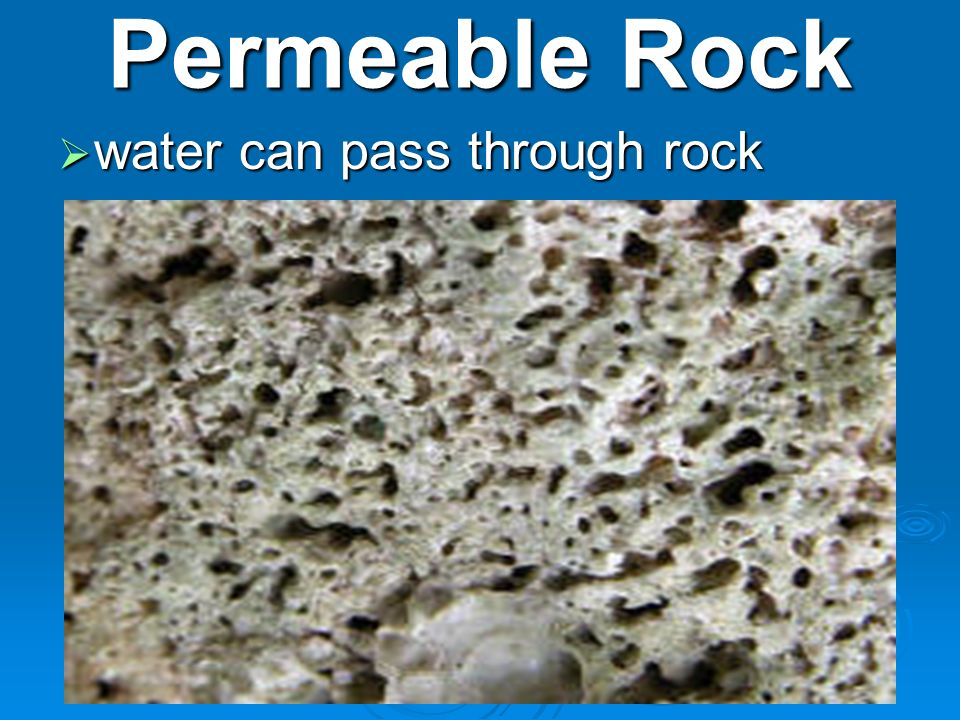 Permeable Rock
➢ water can pass through rock